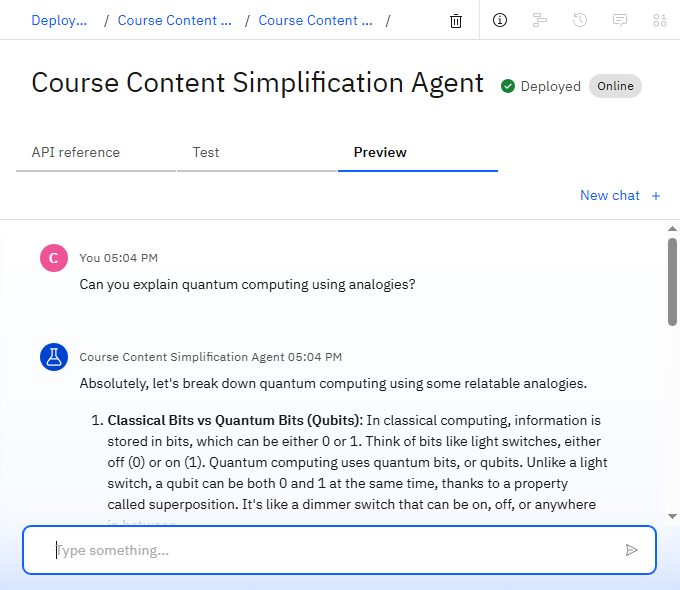 Deploy... / Course Content ... / Course Content ... /
Course Content Simplification Agent Deployed Online
API reference Test Preview
New chat +
C You 05:04 PM
Can you explain quantum computing using analogies?
Course Content Simplification Agent 05:04 PM
Absolutely, let's break down quantum computing using some relatable analogies.
1. Classical Bits vs Quantum Bits (Qubits): In classical computing, information is
stored in bits, which can be either 0 or 1. Think of bits like light switches, either
off (0) or on (1). Quantum computing uses quantum bits, or qubits. Unlike a light
switch, a qubit can be both 0 and 1 at the same time, thanks to a property
called superposition. It's like a dimmer switch that can be on, off, or anywhere
in between.
Type something...